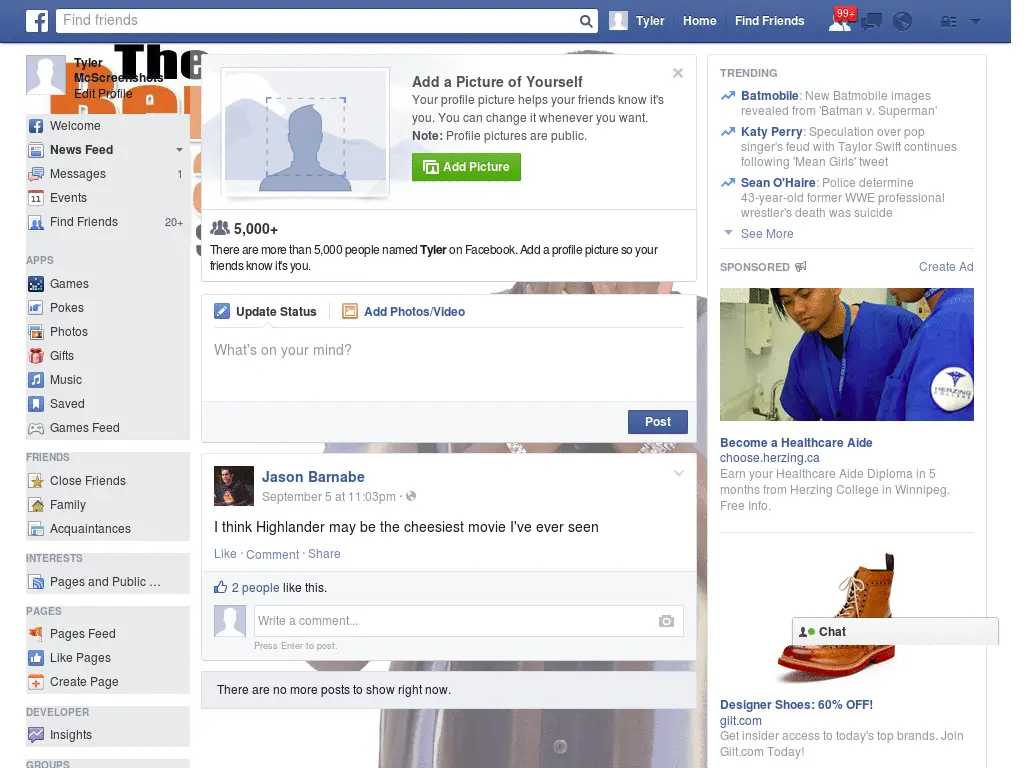 Find friends
Tyler
Home
Find Friends
99+
The
Tyler
McScreenshots
Edit Profile
Welcome
News Feed
Messages
1
11
Events
Find Friends
20+
APPS
Games
Pokes
Photos
Gifts
Music
Saved
Games Feed
FRIENDS
Close Friends
Family
Acquaintances
INTERESTS
Pages and Public ...
PAGES
Pages Feed
Like Pages
Create Page
DEVELOPER
Insights
GROUPS
Add a Picture of Yourself
Your profile picture helps your friends know it's
you. You can change it whenever you want.
Note: Profile pictures are public.
Add Picture
5,000+
There are more than 5,000 people named Tyler on Facebook. Add a profile picture so your
friends know it's you.
Update Status
Add Photos/Video
What's on your mind?
Post
Jason Barnabe
September 5 at 11:03pm ·
I think Highlander may be the cheesiest movie I've ever seen
Like · Comment · Share
2 people like this.
Write a comment...
Press Enter to post.
There are no more posts to show right now.
TRENDING
Batmobile: New Batmobile images
revealed from 'Batman v. Superman'
Katy Perry: Speculation over pop
singer's feud with Taylor Swift continues
following 'Mean Girls' tweet
Sean O'Haire: Police determine
43-year-old former WWE professional
wrestler's death was suicide
See More
SPONSORED
Create Ad
HERZING
COLLEGE
Become a Healthcare Aide
choose.herzing.ca
Earn your Healthcare Aide Diploma in 5
months from Herzing College in Winnipeg.
Free Info.
Chat
Designer Shoes: 60% OFF!
gilt.com
Get insider access to today's top brands. Join
Gilt.com Today!